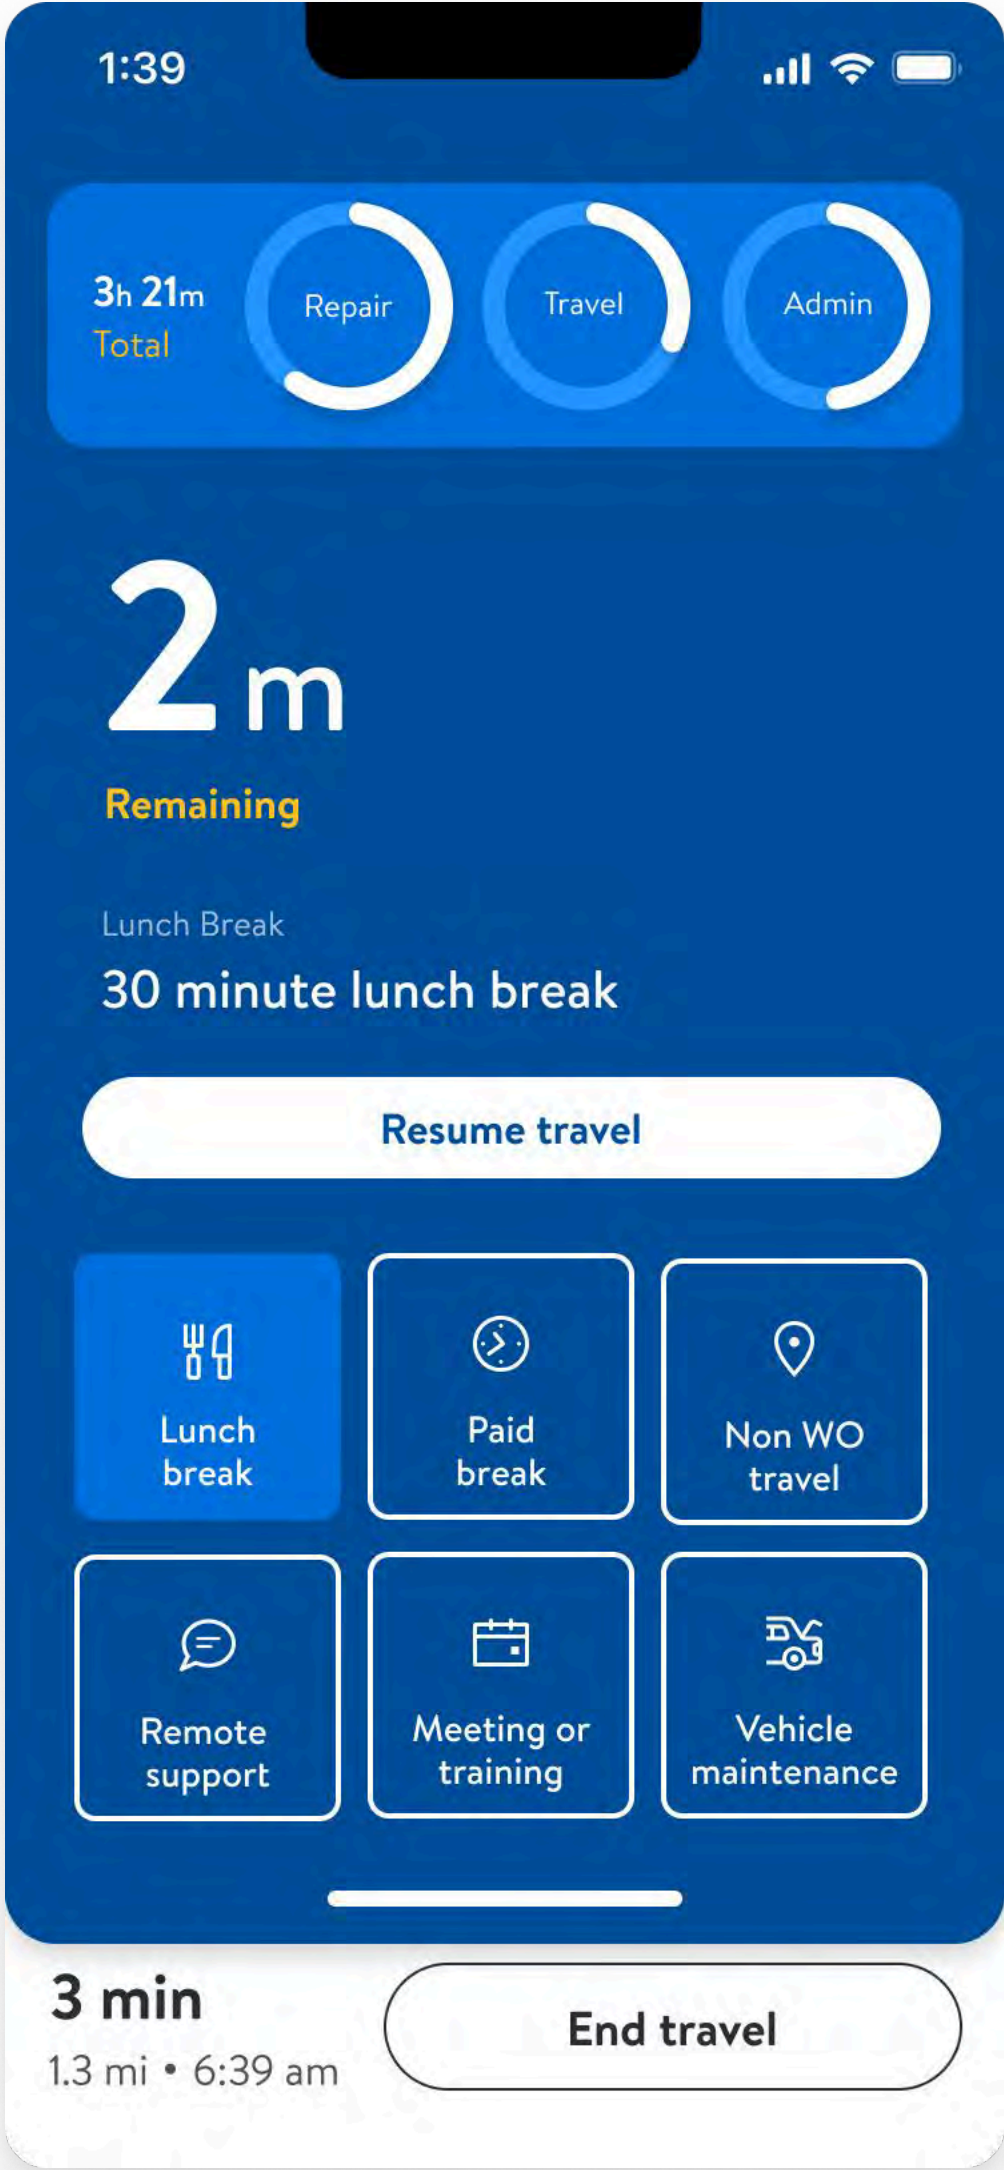 1:39
3h 21m
Total
Repair
Travel
Admin
2 m
Remaining
Lunch Break
30 minute lunch break
Resume travel
Lunch
break
Paid
break
Non WO
travel
Remote
support
Meeting or
training
Vehicle
maintenance
3 min
1.3 mi • 6:39 am
End travel